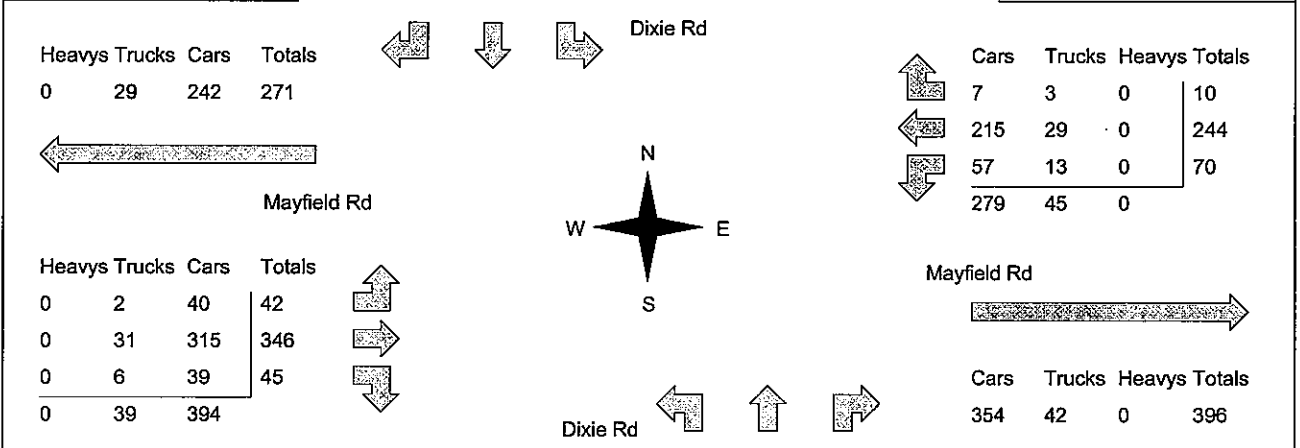 Dixie Rd
Heavys Trucks Cars Totals
0 29 242 271
Cars Trucks Heavys Totals
7 3 0 10
215 29 0 244
57 13 0 70
279 45 0
Mayfield Rd
N
W E
S
Heavys Trucks Cars Totals
0 2 40 42
0 31 315 346
0 6 39 45
0 39 394
Mayfield Rd
Cars Trucks Heavys Totals
354 42 0 396
Dixie Rd